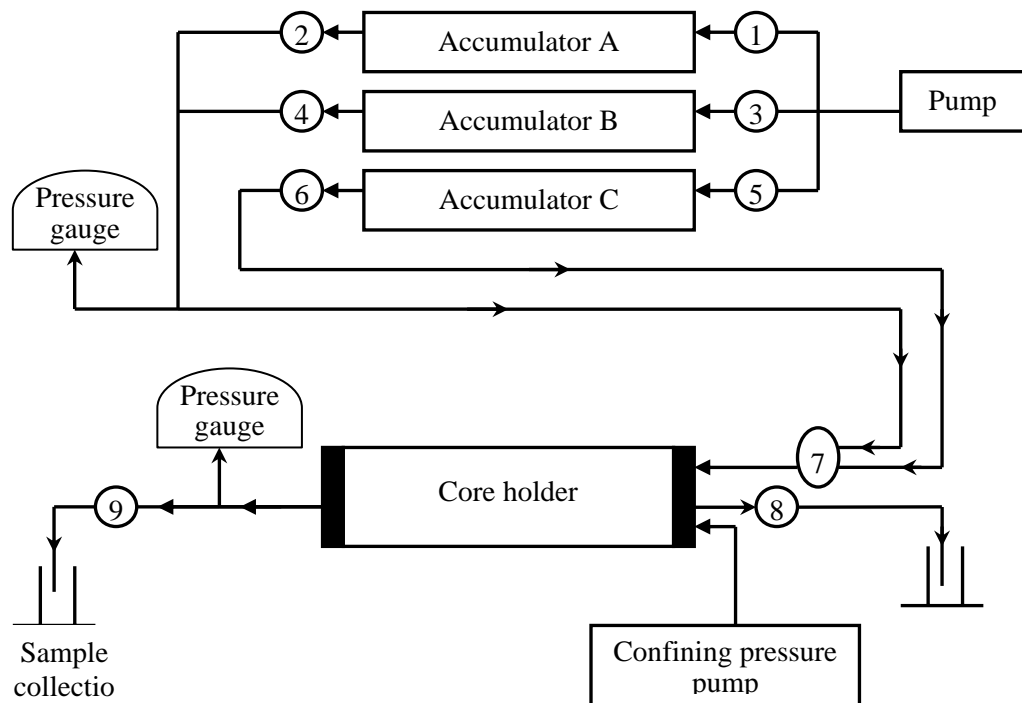 2
Accumulator A
1
4
Accumulator B
3
Pump
6
Accumulator C
5
Pressure
gauge
Pressure
gauge
7
Core holder
9
8
Sample
collectio
Confining pressure
pump